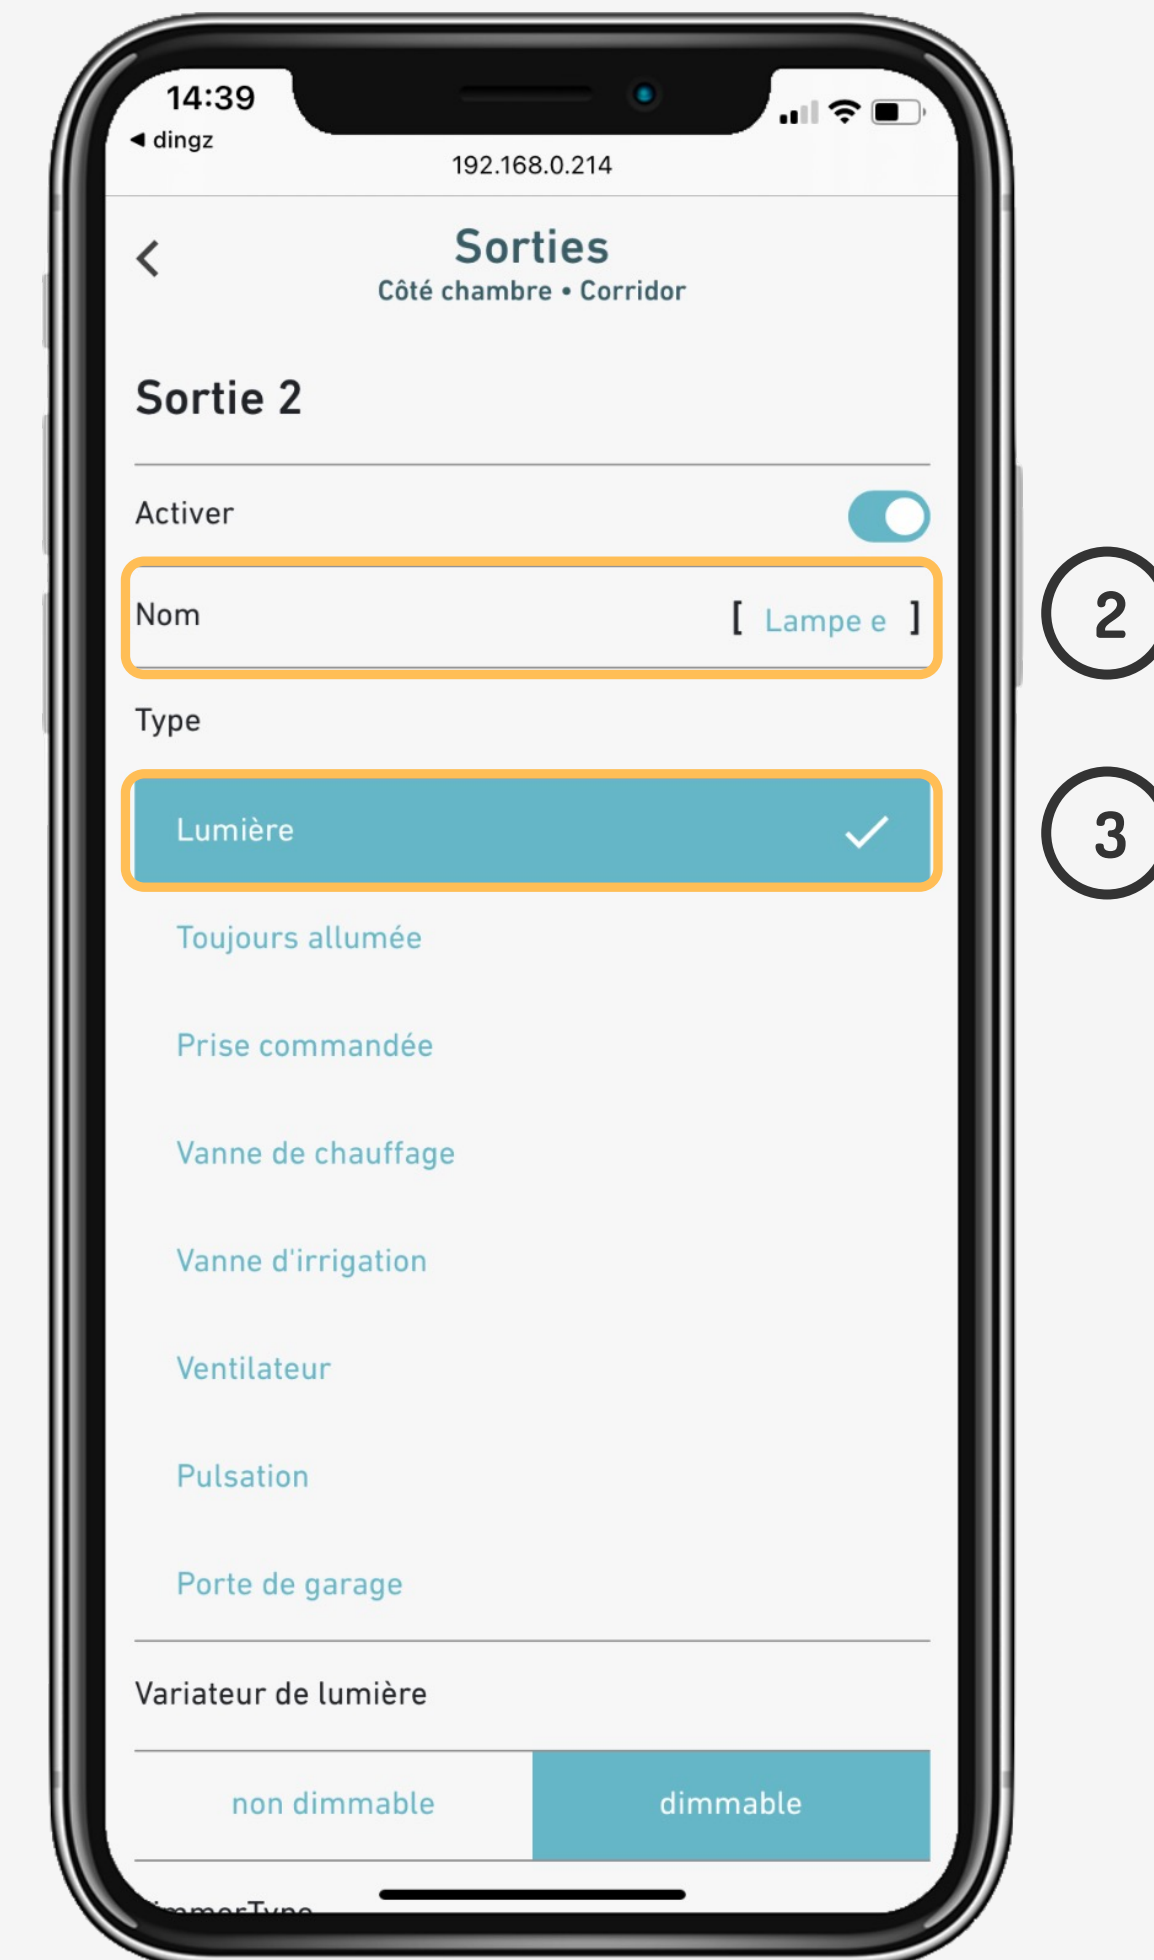 14:39
◀ dingz
192.168.0.214
Sorties
Côté chambre • Corridor
Sortie 2
Activer
Nom [ Lampe e ]
2
Type
Lumière
3
Toujours allumée
Prise commandée
Vanne de chauffage
Vanne d'irrigation
Ventilateur
Pulsation
Porte de garage
Variateur de lumière
non dimmable dimmable